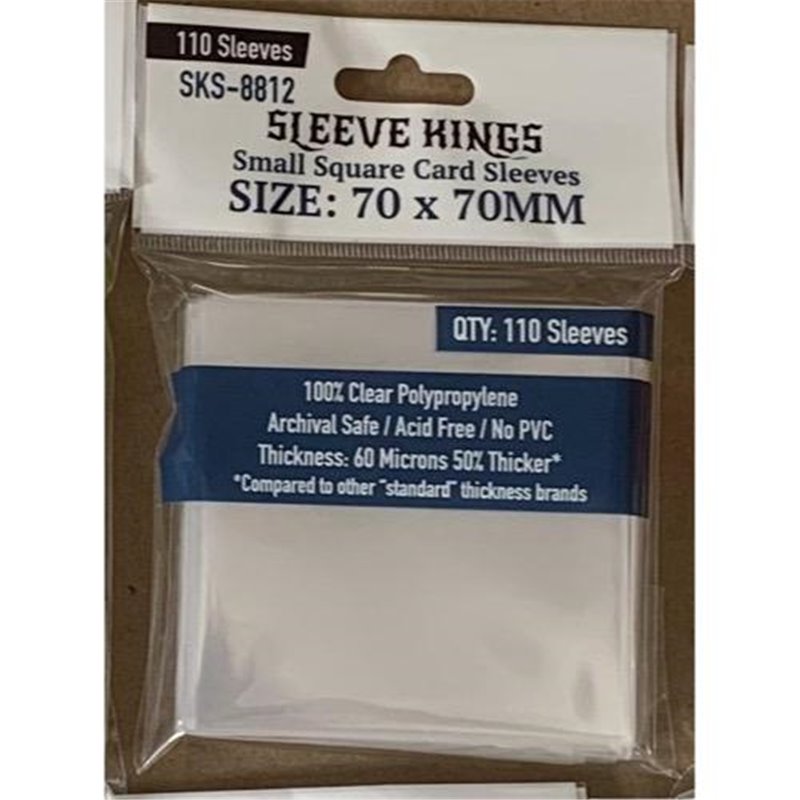 110 Sleeves
SKS-8812
SLEEVE KINGS
Small Square Card Sleeves
SIZE: 70 x 70MM
QTY: 110 Sleeves
100% Clear Polypropylene
Archival Safe / Acid Free / No PVC
Thickness: 60 Microns 50% Thicker*
*Compared to other "standard" thickness brands